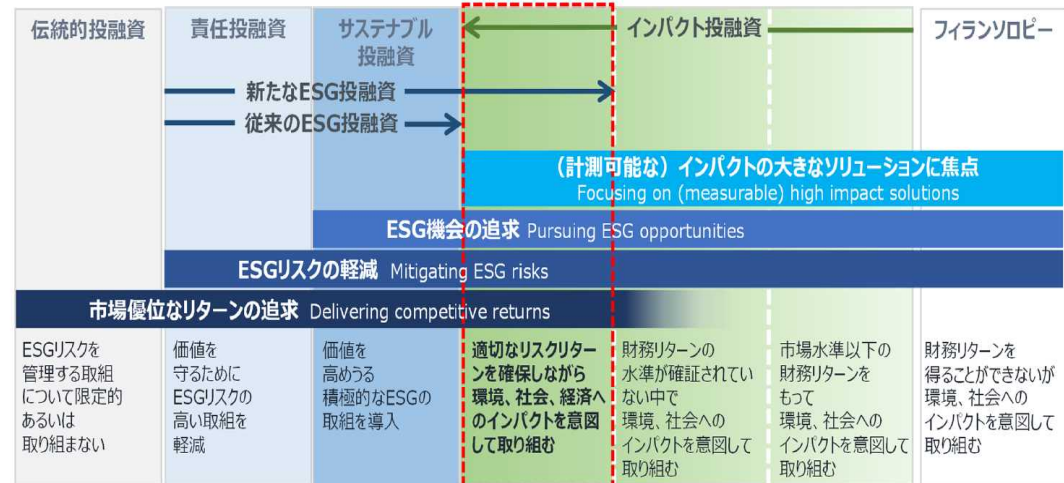 伝統的投融資
責任投融資
サステナブル
投融資
インパクト投融資
フィランソロピー
新たなESG投融資
従来のESG投融資
（計測可能な）インパクトの大きなソリューションに焦点
Focusing on (measurable) high impact solutions
ESG機会の追求 Pursuing ESG opportunities
ESGリスクの軽減 Mitigating ESG risks
市場優位なリターンの追求 Delivering competitive returns
ESGリスクを
管理する取組
について限定的
あるいは
取り組まない
価値を
守るために
ESGリスクの
高い取組を
軽減
価値を
高めうる
積極的なESGの
取組を導入
適切なリスクリター
ンを確保しながら
環境、社会、経済へ
のインパクトを意図
して取り組む
財務リターンの
水準が確証されてい
ない中で
環境、社会への
インパクトを意図して
取り組む
市場水準以下の
財務リターンを
もって
環境、社会への
インパクトを意図して
取り組む
財務リターンを
得ることができないが
環境、社会への
インパクトを意図して
取り組む